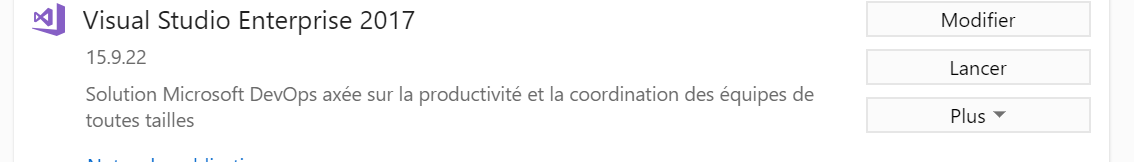 Visual Studio Enterprise 2017
Modifier
15.9.22
Lancer
Solution Microsoft DevOps axée sur la productivité et la coordination des équipes de
toutes tailles
Plus